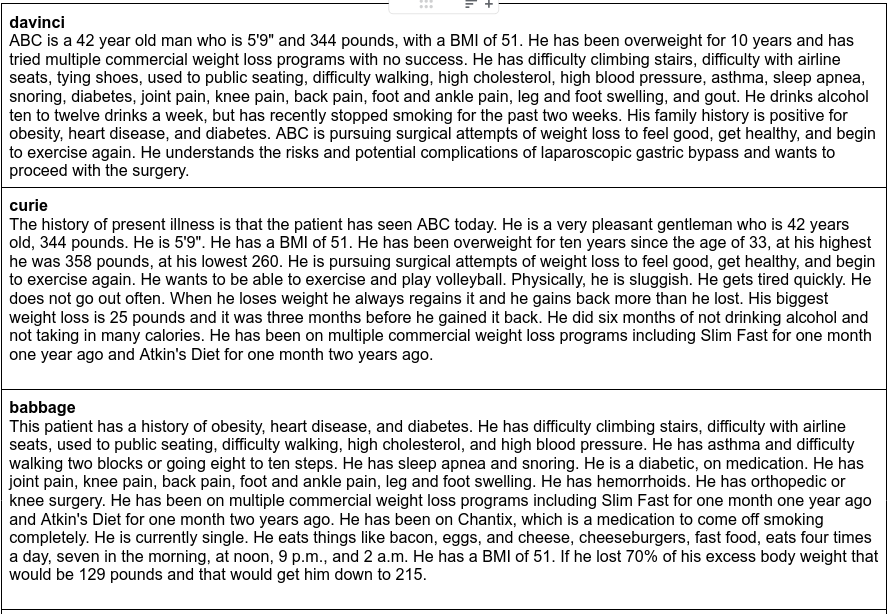 davinci
ABC is a 42 year old man who is 5'9" and 344 pounds, with a BMI of 51. He has been overweight for 10 years and has
tried multiple commercial weight loss programs with no success. He has difficulty climbing stairs, difficulty with airline
seats, tying shoes, used to public seating, difficulty walking, high cholesterol, high blood pressure, asthma, sleep apnea,
snoring, diabetes, joint pain, knee pain, back pain, foot and ankle pain, leg and foot swelling, and gout. He drinks alcohol
ten to twelve drinks a week, but has recently stopped smoking for the past two weeks. His family history is positive for
obesity, heart disease, and diabetes. ABC is pursuing surgical attempts of weight loss to feel good, get healthy, and begin
to exercise again. He understands the risks and potential complications of laparoscopic gastric bypass and wants to
proceed with the surgery.
curie
The history of present illness is that the patient has seen ABC today. He is a very pleasant gentleman who is 42 years
old, 344 pounds. He is 5'9". He has a BMI of 51. He has been overweight for ten years since the age of 33, at his highest
he was 358 pounds, at his lowest 260. He is pursuing surgical attempts of weight loss to feel good, get healthy, and begin
to exercise again. He wants to be able to exercise and play volleyball. Physically, he is sluggish. He gets tired quickly. He
does not go out often. When he loses weight he always regains it and he gains back more than he lost. His biggest
weight loss is 25 pounds and it was three months before he gained it back. He did six months of not drinking alcohol and
not taking in many calories. He has been on multiple commercial weight loss programs including Slim Fast for one month
one year ago and Atkin's Diet for one month two years ago.
babbage
This patient has a history of obesity, heart disease, and diabetes. He has difficulty climbing stairs, difficulty with airline
seats, used to public seating, difficulty walking, high cholesterol, and high blood pressure. He has asthma and difficulty
walking two blocks or going eight to ten steps. He has sleep apnea and snoring. He is a diabetic, on medication. He has
joint pain, knee pain, back pain, foot and ankle pain, leg and foot swelling. He has hemorrhoids. He has orthopedic or
knee surgery. He has been on multiple commercial weight loss programs including Slim Fast for one month one year ago
and Atkin's Diet for one month two years ago. He has been on Chantix, which is a medication to come off smoking
completely. He is currently single. He eats things like bacon, eggs, and cheese, cheeseburgers, fast food, eats four times
a day, seven in the morning, at noon, 9 p.m., and 2 a.m. He has a BMI of 51. If he lost 70% of his excess body weight that
would be 129 pounds and that would get him down to 215.